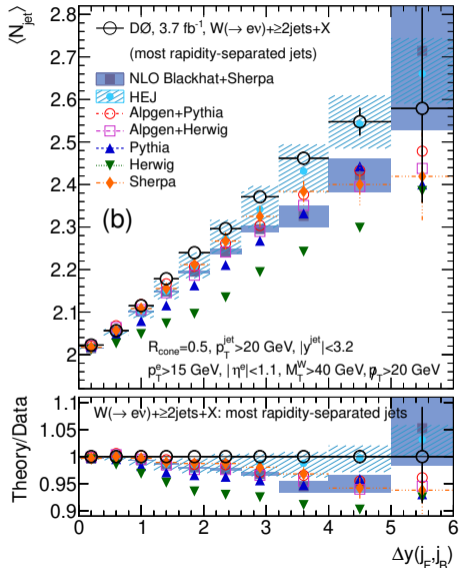 ⟨N_jet⟩
DØ, 3.7 fb⁻¹, W(→ eν)+≥2jets+X
(most rapidity-separated jets)
NLO Blackhat+Sherpa
HEJ
Alpgen+Pythia
Alpgen+Herwig
Pythia
Herwig
Sherpa
(b)
R_cone=0.5, p_T^jet>20 GeV, |y^jet|<3.2
p_T^e>15 GeV, |η^e|<1.1, M_T^W>40 GeV, p̸_T>20 GeV
2.8
2.7
2.6
2.5
2.4
2.3
2.2
2.1
2
Theory/Data
W(→ eν)+≥2jets+X: most rapidity-separated jets
1.1
1.05
1
0.95
0.9
0 1 2 3 4 5 6
Δy(j_F,j_B)